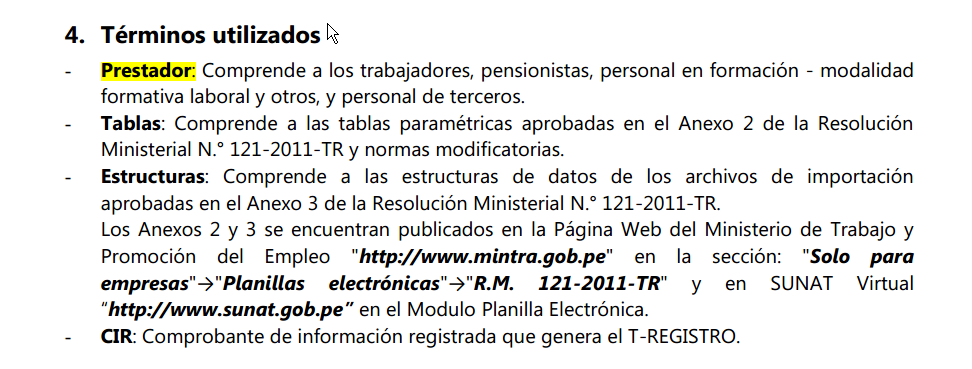 4. Términos utilizados
- Prestador: Comprende a los trabajadores, pensionistas, personal en formación - modalidad
formativa laboral y otros, y personal de terceros.
- Tablas: Comprende a las tablas paramétricas aprobadas en el Anexo 2 de la Resolución
Ministerial N.° 121-2011-TR y normas modificatorias.
- Estructuras: Comprende a las estructuras de datos de los archivos de importación
aprobadas en el Anexo 3 de la Resolución Ministerial N.° 121-2011-TR.
Los Anexos 2 y 3 se encuentran publicados en la Página Web del Ministerio de Trabajo y
Promoción del Empleo "http://www.mintra.gob.pe" en la sección: "Solo para
empresas"→"Planillas electrónicas"→"R.M. 121-2011-TR" y en SUNAT Virtual
“http://www.sunat.gob.pe” en el Modulo Planilla Electrónica.
- CIR: Comprobante de información registrada que genera el T-REGISTRO.